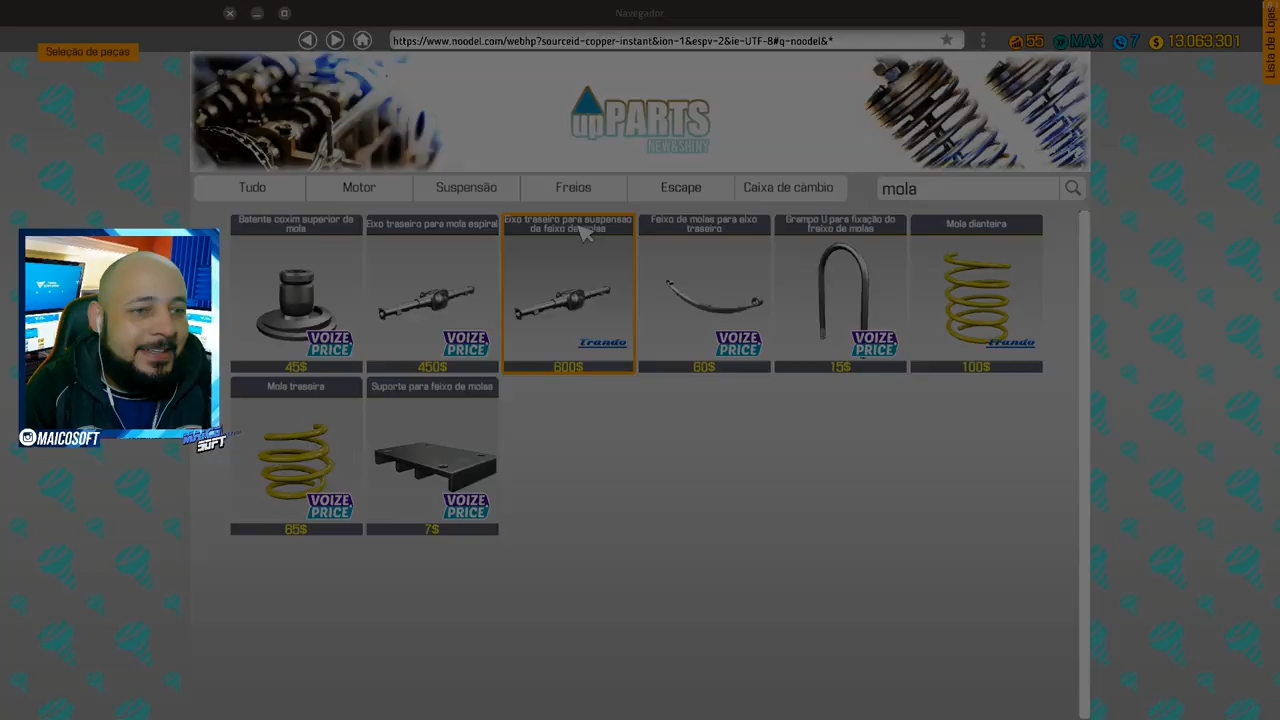 Navegador
Seleção de peças
https://www.noodel.com/webhp?sourceid-copper-instant&ion-1&espv-2&ie-UTF-8#q-noodel&*
55
MAX
7
$ 13,063,301
Lista de Lojas
upPARTS
NEW&SHINY
Tudo
Motor
Suspensão
Freios
Escape
Caixa de câmbio
mola
Batente coxim superior de mola
Eixo traseiro para mola espiral
Eixo traseiro para suspensão de feixo de molas
Feixo de molas para eixo traseiro
Grampo U para fixação do freixo de molas
Mola dianteira
VOIZE PRICE
VOIZE PRICE
Trando
VOIZE PRICE
VOIZE PRICE
Trando
45$
450$
600$
60$
15$
100$
Mola traseira
Suporte para feixo de molas
VOIZE PRICE
VOIZE PRICE
65$
7$
MAICOSOFT